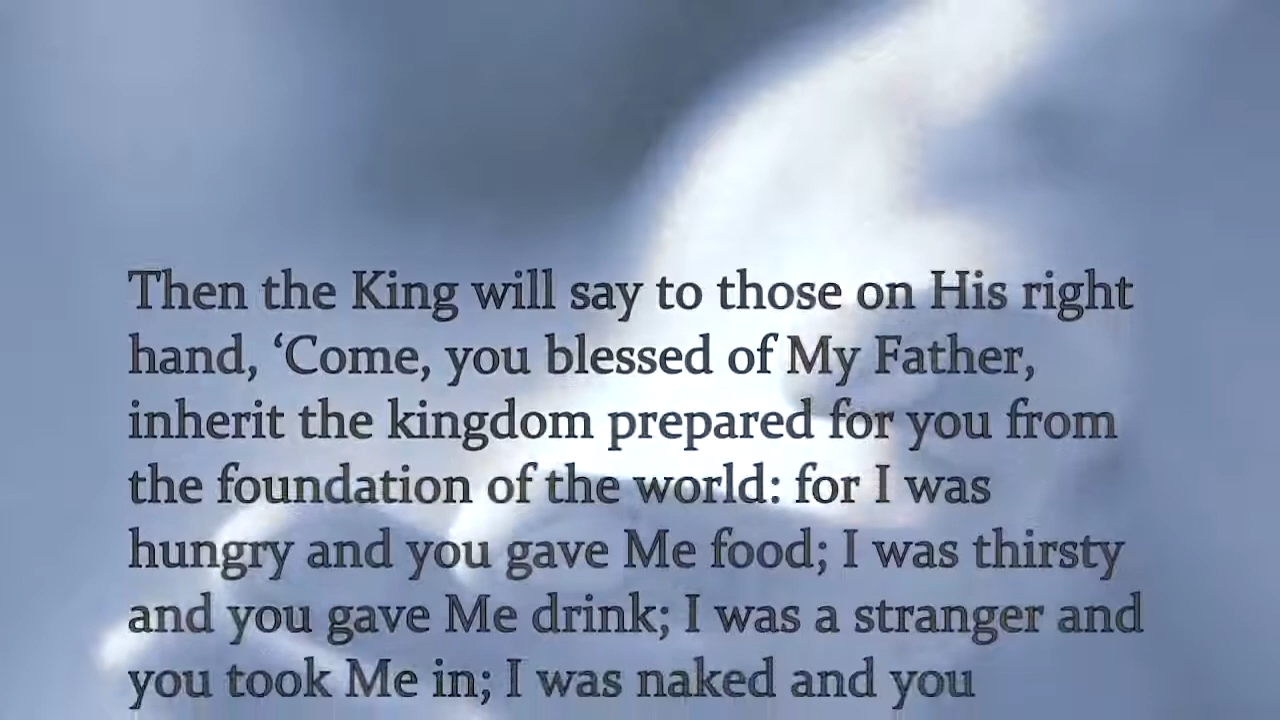 Then the King will say to those on His right
hand, ‘Come, you blessed of My Father,
inherit the kingdom prepared for you from
the foundation of the world: for I was
hungry and you gave Me food; I was thirsty
and you gave Me drink; I was a stranger and
you took Me in; I was naked and you